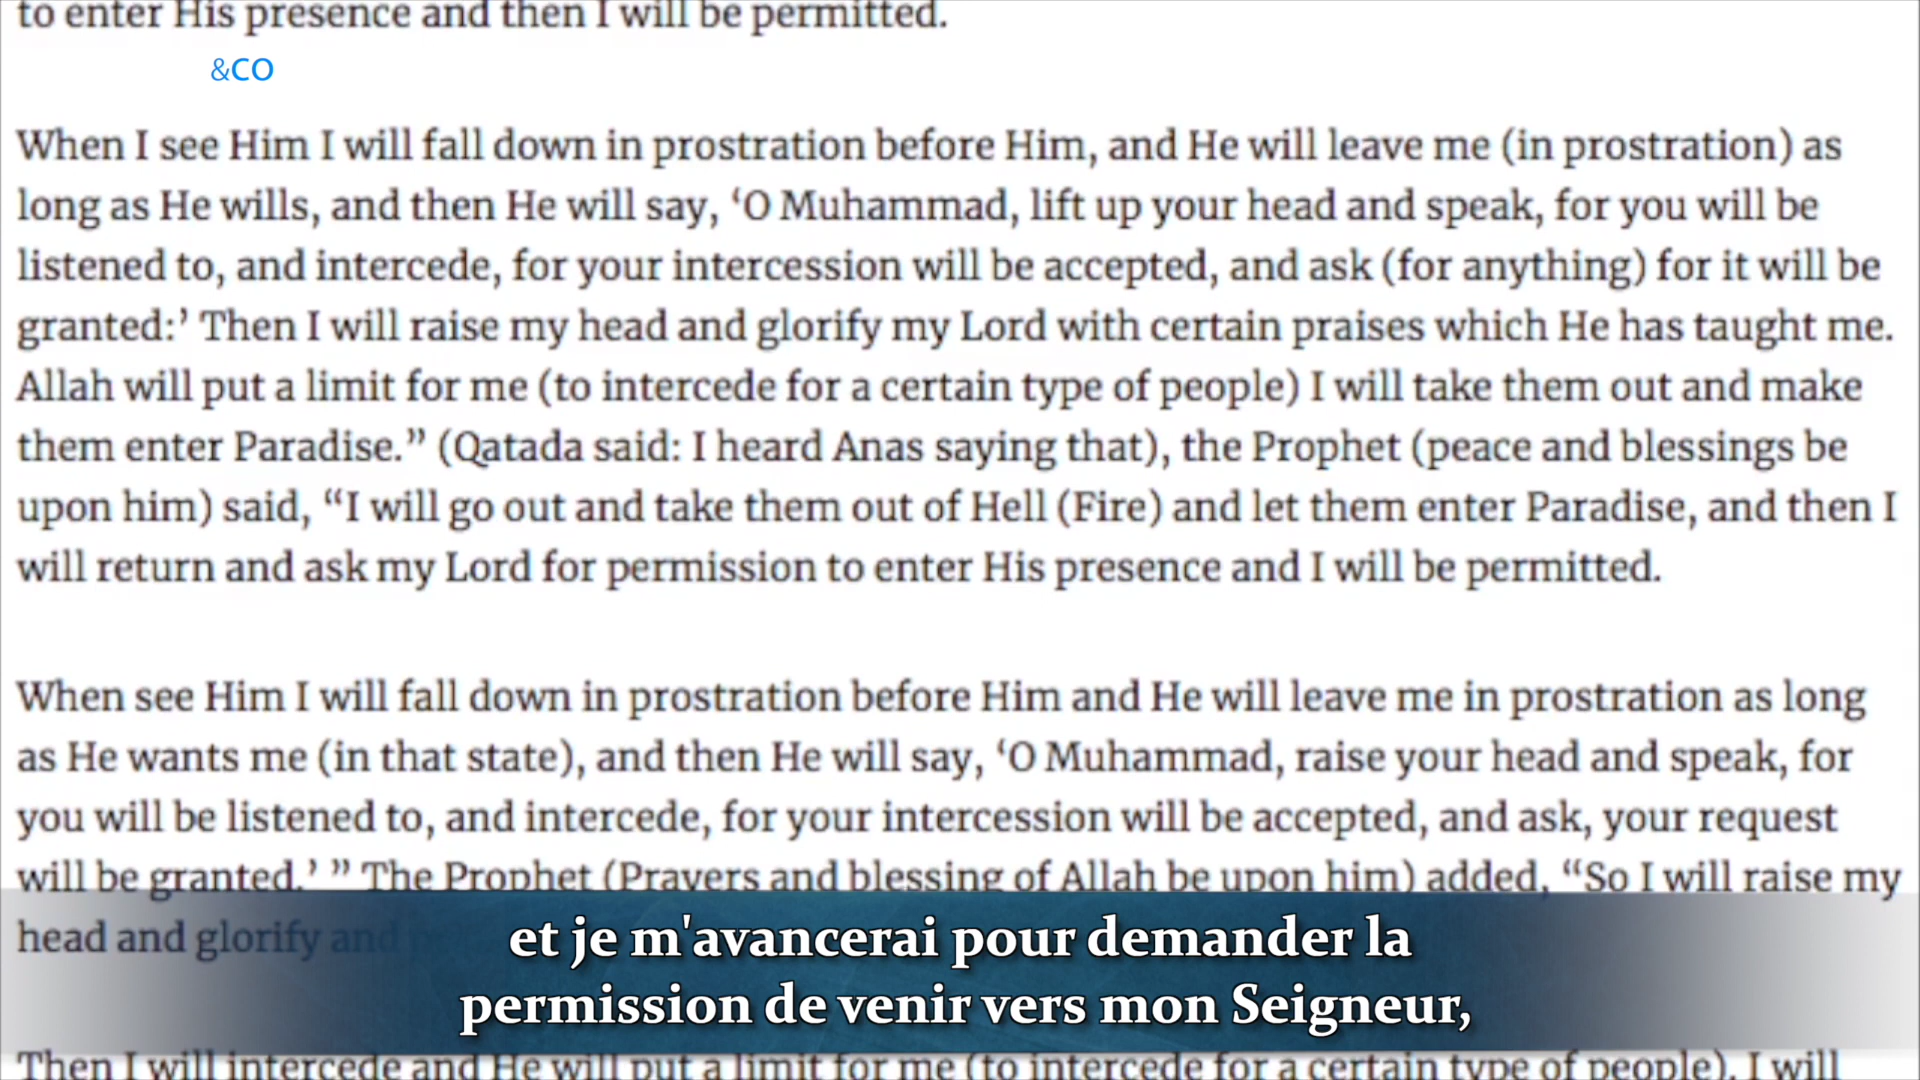 to enter His presence and then I will be permitted.
&CO
When I see Him I will fall down in prostration before Him, and He will leave me (in prostration) as
long as He wills, and then He will say, ‘O Muhammad, lift up your head and speak, for you will be
listened to, and intercede, for your intercession will be accepted, and ask (for anything) for it will be
granted:’ Then I will raise my head and glorify my Lord with certain praises which He has taught me.
Allah will put a limit for me (to intercede for a certain type of people) I will take them out and make
them enter Paradise.” (Qatada said: I heard Anas saying that), the Prophet (peace and blessings be
upon him) said, “I will go out and take them out of Hell (Fire) and let them enter Paradise, and then I
will return and ask my Lord for permission to enter His presence and I will be permitted.
When see Him I will fall down in prostration before Him and He will leave me in prostration as long
as He wants me (in that state), and then He will say, ‘O Muhammad, raise your head and speak, for
you will be listened to, and intercede, for your intercession will be accepted, and ask, your request
will be granted.’ ” The Prophet (Prayers and blessing of Allah be upon him) added, “So I will raise my
head and glorify and
et je m'avancerai pour demander la
permission de venir vers mon Seigneur,
Then I will intercede and He will put a limit for me (to intercede for a certain type of people). I will